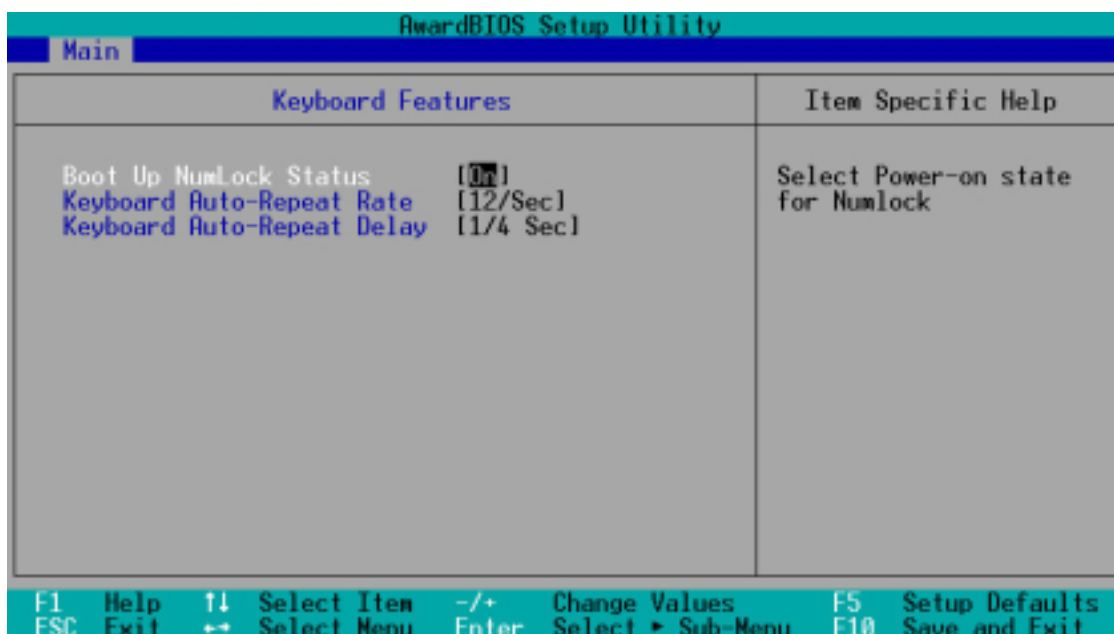 AwardBIOS Setup Utility
Main
Keyboard Features
Item Specific Help
Boot Up NumLock Status [On]
Keyboard Auto-Repeat Rate [12/Sec]
Keyboard Auto-Repeat Delay [1/4 Sec]
Select Power-on state
for Numlock
F1 Help ↑↓ Select Item -/+ Change Values F5 Setup Defaults
ESC Exit ←→ Select Menu Enter Select ► Sub-Menu F10 Save and Exit